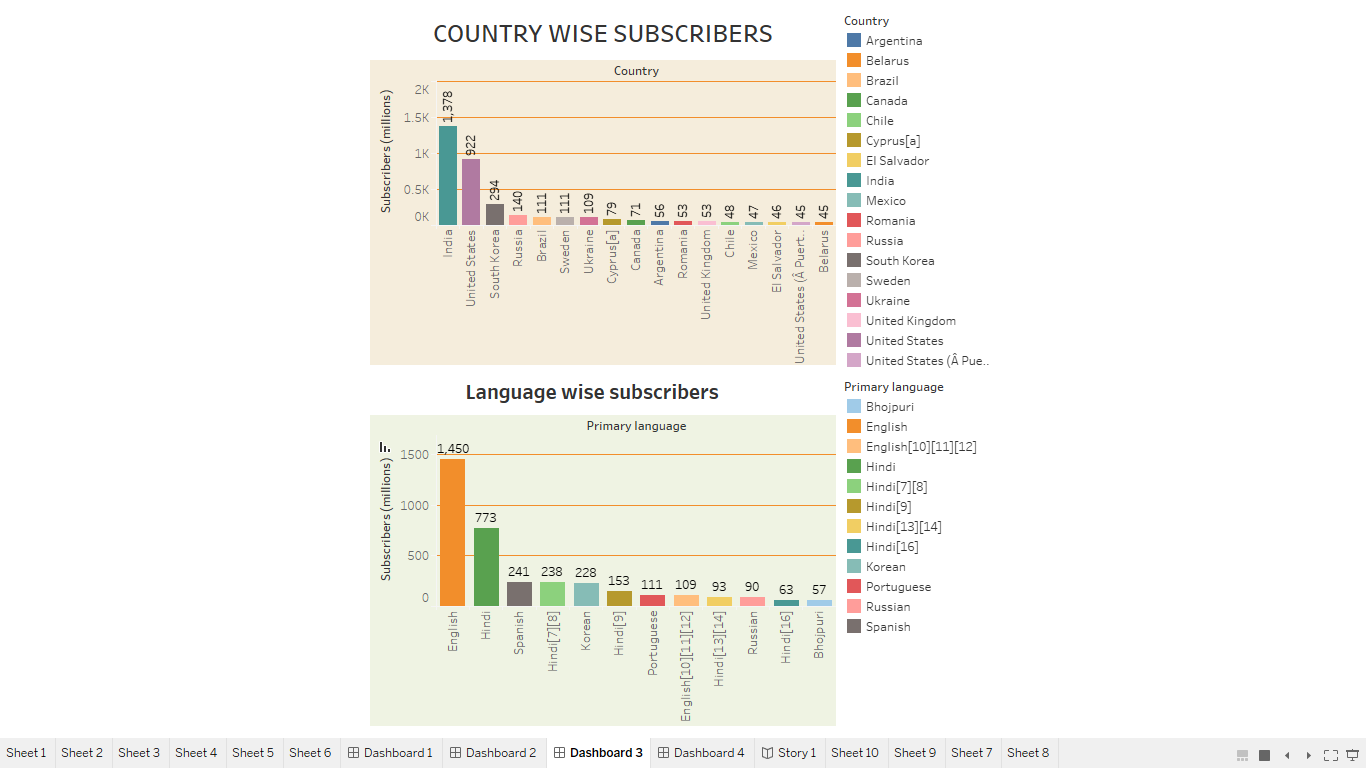 COUNTRY WISE SUBSCRIBERS
Country
Subscribers (millions)
2K
1.5K
1K
0.5K
0K
1,378
922
294
140
111
111
109
79
71
56
53
53
48
47
46
45
45
India
United States
South Korea
Russia
Brazil
Sweden
Ukraine
Cyprus[a]
Canada
Argentina
Romania
United Kingdom
Chile
Mexico
El Salvador
United States (Â Puert..
Belarus
Country
Argentina
Belarus
Brazil
Canada
Chile
Cyprus[a]
El Salvador
India
Mexico
Romania
Russia
South Korea
Sweden
Ukraine
United Kingdom
United States
United States (Â Pue..
Language wise subscribers
Primary language
Subscribers (millions)
1500
1000
500
0
1,450
773
241
238
228
153
111
109
93
90
63
57
English
Hindi
Spanish
Hindi[7][8]
Korean
Hindi[9]
Portuguese
English[10][11][12]
Hindi[13][14]
Russian
Hindi[16]
Bhojpuri
Primary language
Bhojpuri
English
English[10][11][12]
Hindi
Hindi[7][8]
Hindi[9]
Hindi[13][14]
Hindi[16]
Korean
Portuguese
Russian
Spanish
Sheet 1 Sheet 2 Sheet 3 Sheet 4 Sheet 5 Sheet 6 Dashboard 1 Dashboard 2 Dashboard 3 Dashboard 4 Story 1 Sheet 10 Sheet 9 Sheet 7 Sheet 8